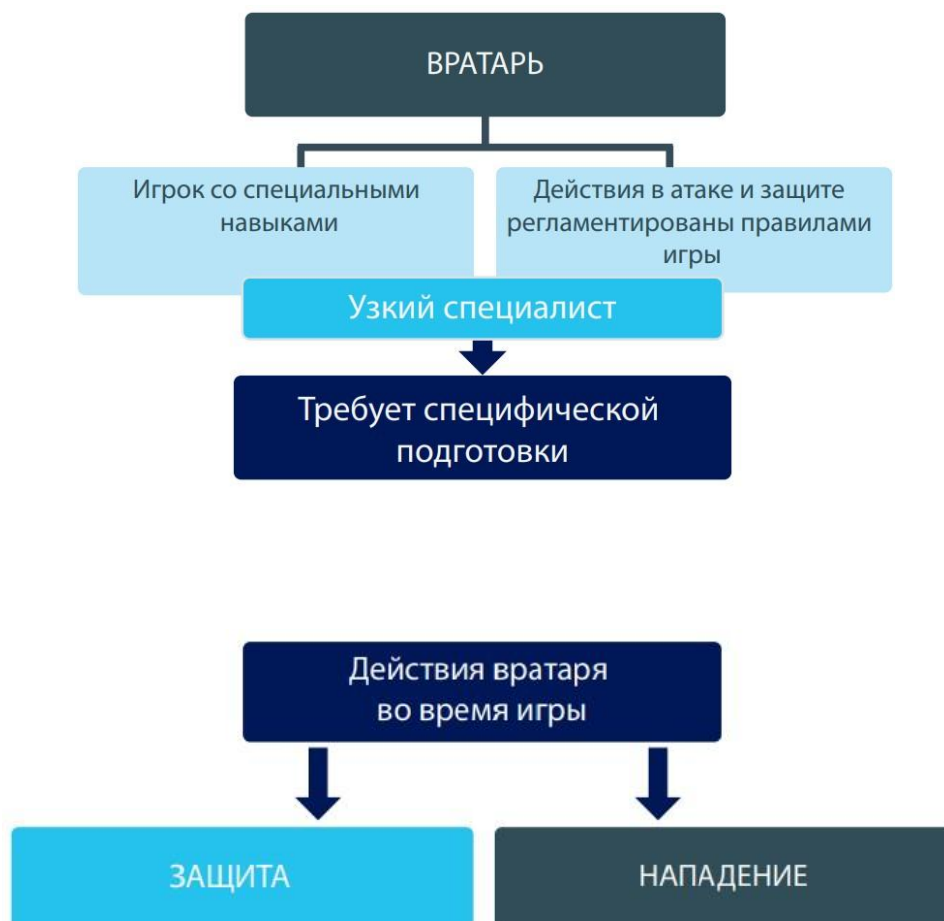 ВРАТАРЬ
Игрок со специальными
навыками
Действия в атаке и защите
регламентированы правилами
игры
Узкий специалист
Требует специфической
подготовки
Действия вратаря
во время игры
ЗАЩИТА
НАПАДЕНИЕ